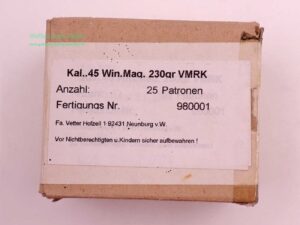 Kal..45 Win.Mag. 230gr VMRK
Anzahl: 25 Patronen
Fertigungs Nr. 980001
Fa. Vetter Hofzell 1 92431 Neunburg v.W.
Vor Nichtberechtigten u.Kindern sicher aufbewahren !